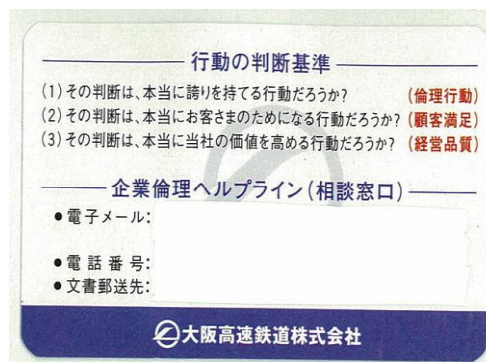 行動の判断基準
(1)その判断は、本当に誇りを持てる行動だろうか? (倫理行動)
(2)その判断は、本当にお客さまのためになる行動だろうか? (顧客満足)
(3)その判断は、本当に当社の価値を高める行動だろうか? (経営品質)
企業倫理ヘルプライン(相談窓口)
●電子メール:
●電話番号:
●文書郵送先:
大阪高速鉄道株式会社